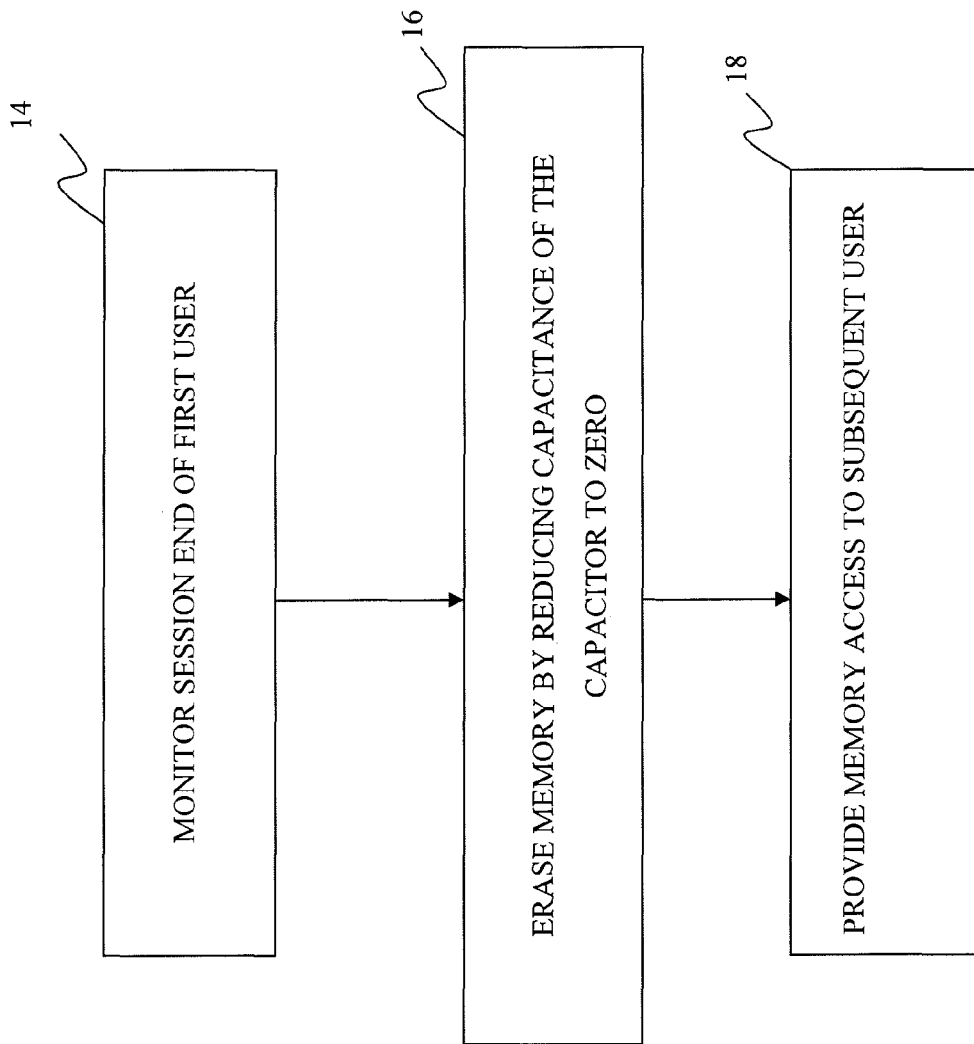 14
MONITOR SESSION END OF FIRST USER
16
ERASE MEMORY BY REDUCING CAPACITANCE OF THE
CAPACITOR TO ZERO
18
PROVIDE MEMORY ACCESS TO SUBSEQUENT USER